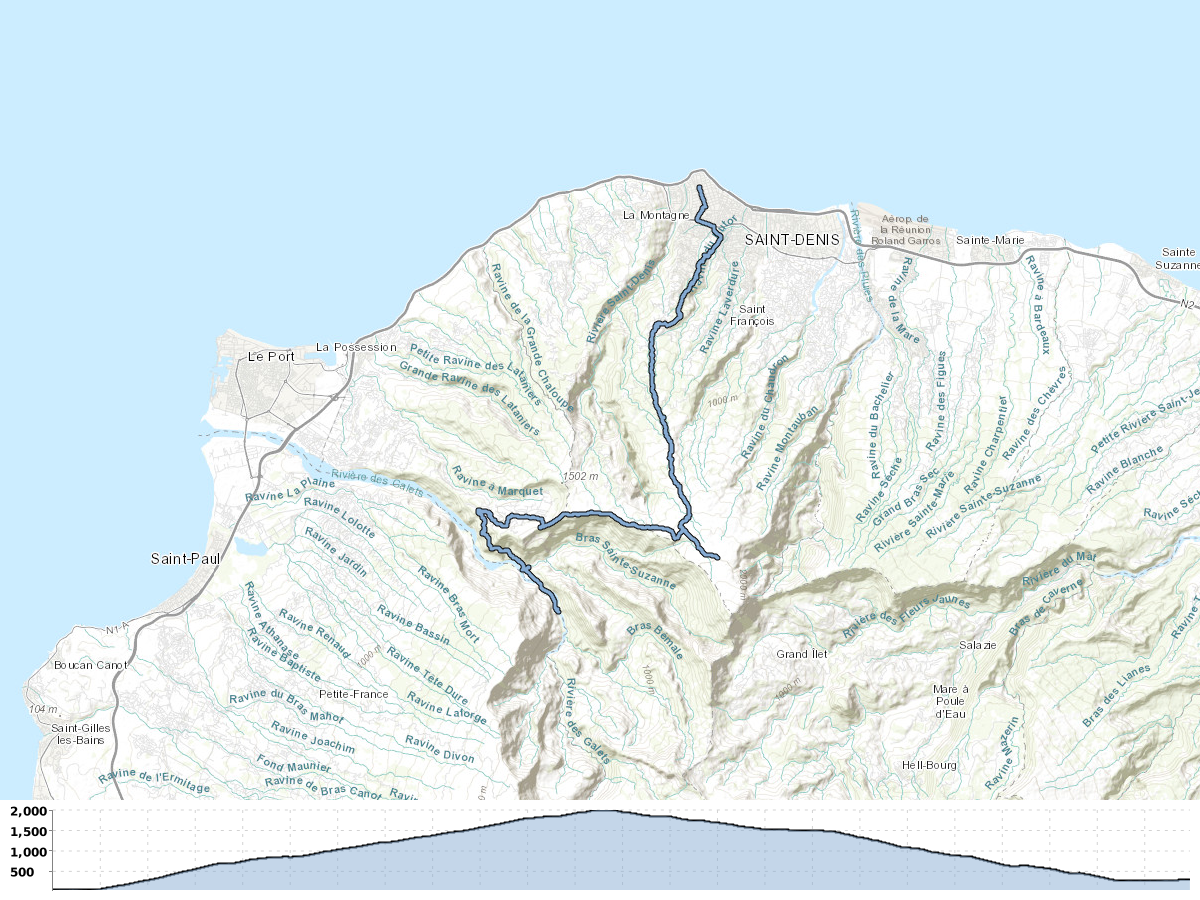 La Montagne
SAINT-DENIS
Aérop. de
la Réunion
Roland Garros
Sainte-Marie
Sainte
Suzanne
N2
Rivière des Pluies
Ravine de la Mare
Ravine à Bardeaux
Ravine de la Grande Chaloupe
Rivière Saint-Denis
Ravine Laverdure
Saint
François
La Possession
Le Port
Petite Ravine des Lataniers
Grande Ravine des Lataniers
1000 m
Ravine du Chaudron
Ravine Montauban
Ravine du Bachelier
Ravine des Figues
Ravine Charpentier
Ravine des Chèvres
Ravine Sèche
Grand Bras Sec
Rivière Sainte-Marie
Rivière Sainte-Suzanne
Ravine Blanche
1502 m
Rivière des Galets
Ravine à Marquet
Ravine La Plaine
Ravine Lolotte
Ravine Jardin
Saint-Paul
Bras Sainte-Suzanne
Ravine Bras Mort
Ravine Bassin
Ravine Athanase
Ravine Renaud
Ravine Baptiste
1000 m
N1 A
Boucan Canot
Petite-France
Ravine Tête Dure
Ravine Laforge
Ravine du Bras Mahot
Ravine Joachim
Ravine Divon
104 m
Saint-Gilles
les-Bains
Fond Maunier
Ravine de l'Ermitage
Ravine de Bras Canot
Bras Bémale
1000 m
Rivière des Galets
Rivière du Mât
Rivière des Fleurs Jaunes
Bras de Caverne
Salazie
Grand Îlet
1000 m
Mare à
Poule
d'Eau
Bras des Lianes
Ravine Mazerin
Hell-Bourg
2,000
1,500
1,000
500